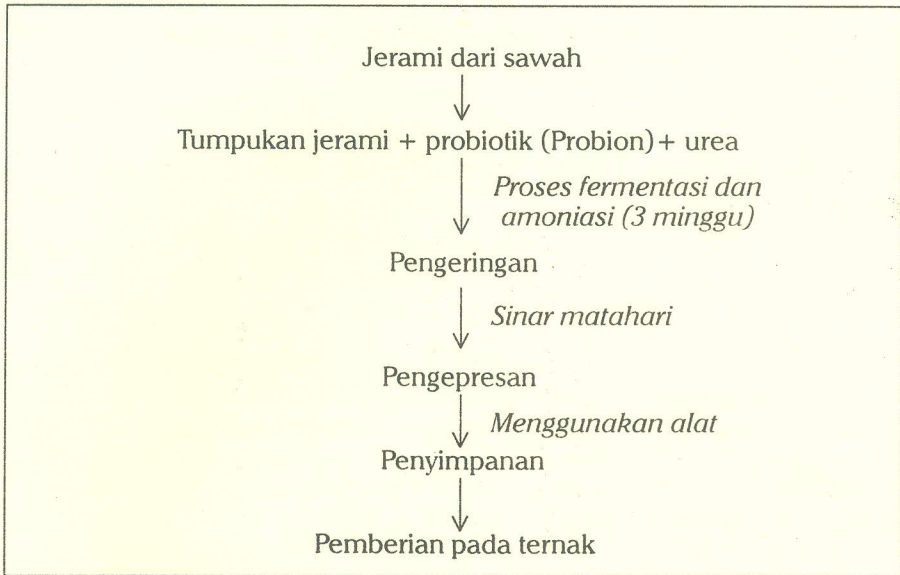 Jerami dari sawah
Tumpukan jerami + probiotik (Probion) + urea
Proses fermentasi dan
amoniasi (3 minggu)
Pengeringan
Sinar matahari
Pengepresan
Menggunakan alat
Penyimpanan
Pemberian pada ternak